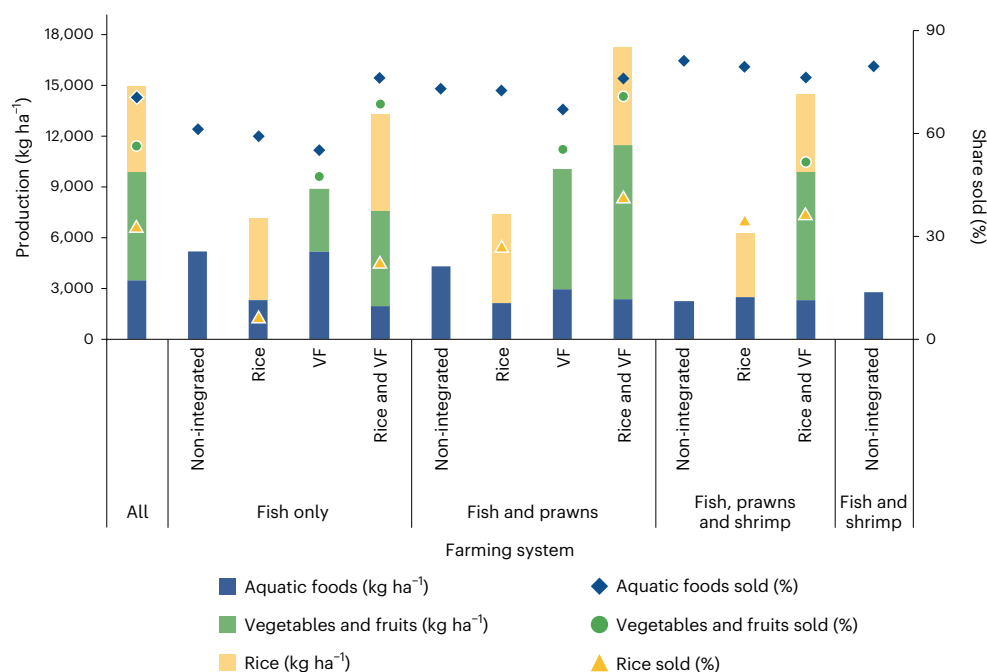 Production (kg ha⁻¹)
18,000
15,000
12,000
9,000
6,000
3,000
0
90
60
30
0
Share sold (%)
Non-integrated
Rice
VF
Rice and VF
Non-integrated
Rice
VF
Rice and VF
Non-integrated
Rice
Rice and VF
Non-integrated
All
Fish only
Fish and prawns
Fish, prawns
and shrimp
Fish and
shrimp
Farming system
Aquatic foods (kg ha⁻¹)
Vegetables and fruits (kg ha⁻¹)
Rice (kg ha⁻¹)
Aquatic foods sold (%)
Vegetables and fruits sold (%)
Rice sold (%)